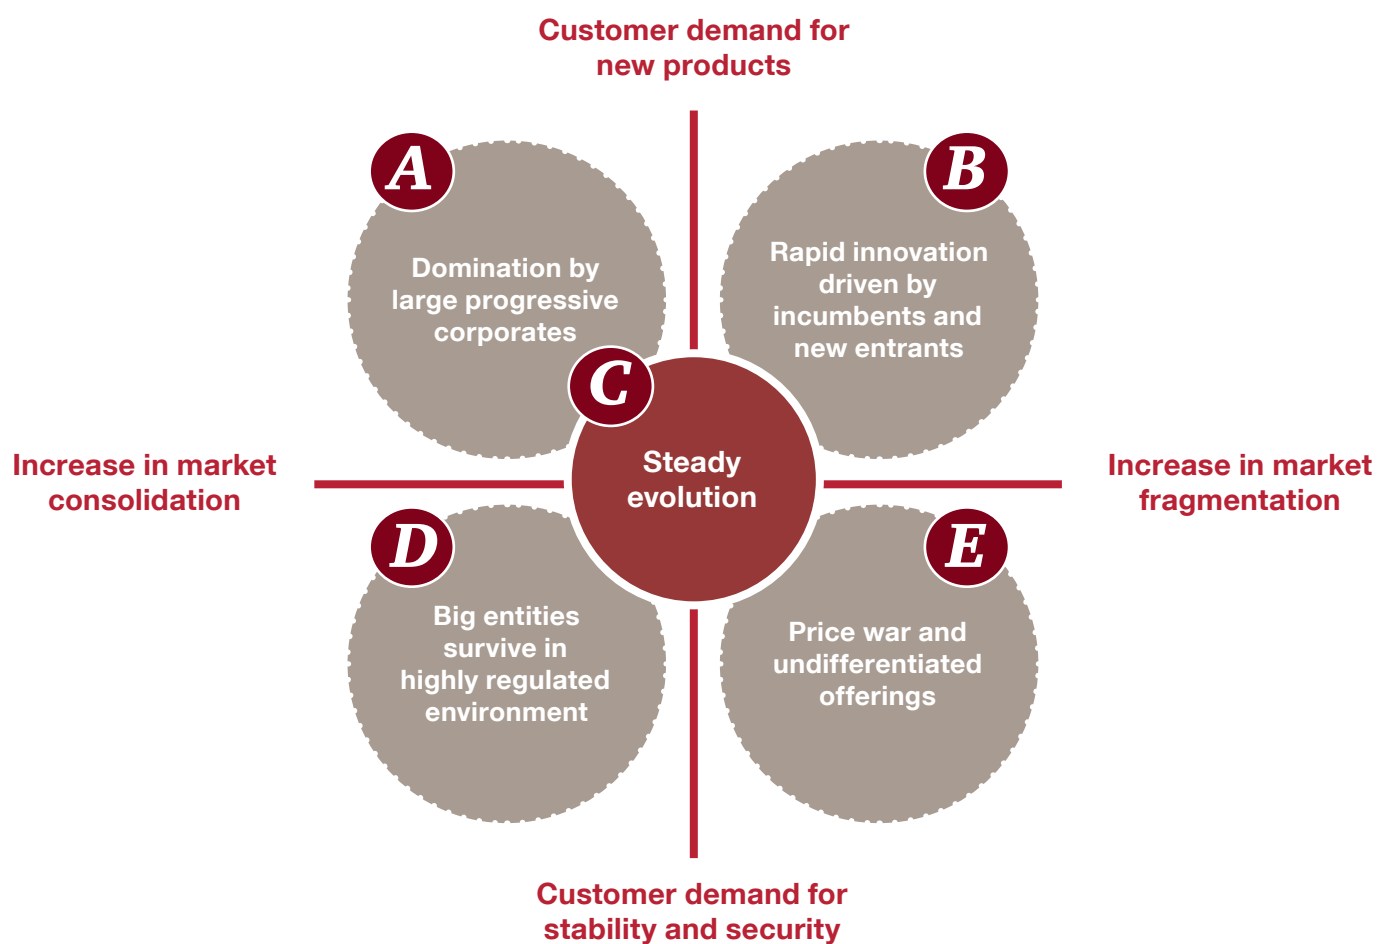 Customer demand for
new products
A
Domination by
large progressive
corporates
B
Rapid innovation
driven by
incumbents and
new entrants
C
Steady
evolution
Increase in market
consolidation
Increase in market
fragmentation
D
Big entities
survive in
highly regulated
environment
E
Price war and
undifferentiated
offerings
Customer demand for
stability and security